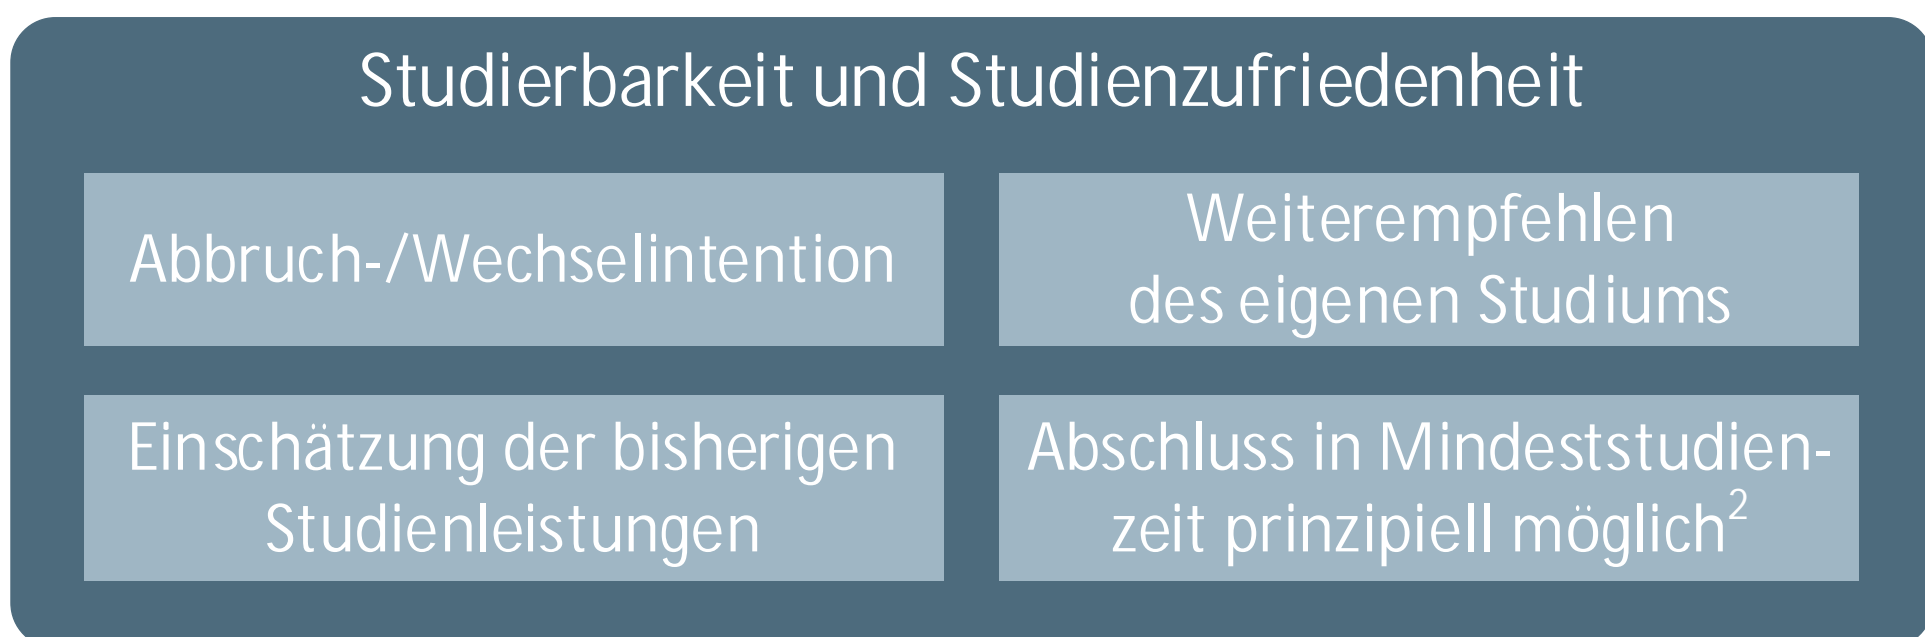 Studierbarkeit und Studienzufriedenheit
Abbruch-/Wechselintention
Weiterempfehlen
des eigenen Studiums
Einschätzung der bisherigen
Studienleistungen
Abschluss in Mindeststudien-
zeit prinzipiell möglich²